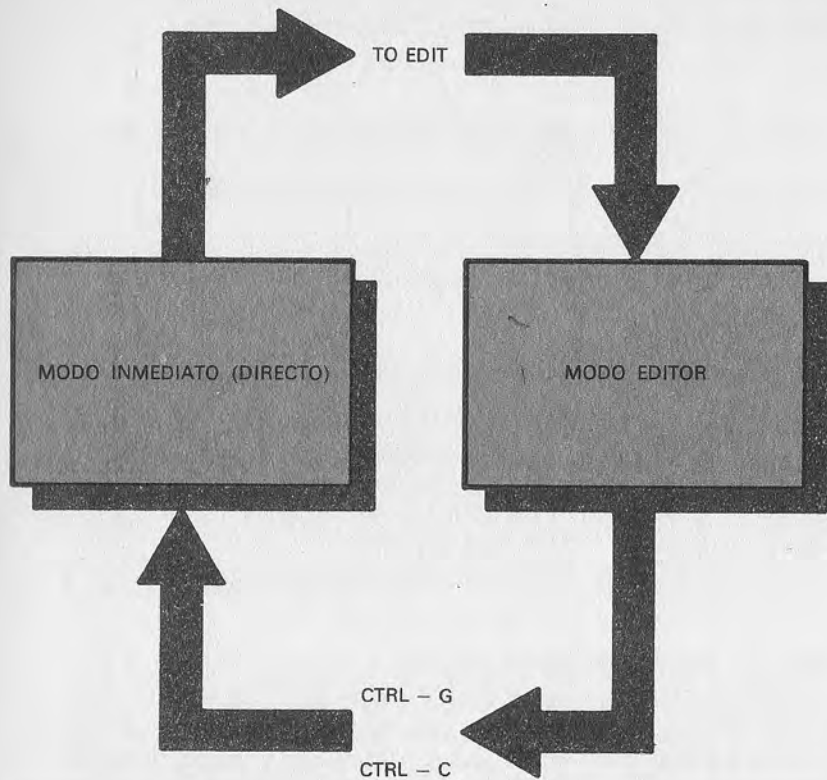 TO EDIT
MODO INMEDIATO (DIRECTO)
MODO EDITOR
CTRL – G
CTRL – C